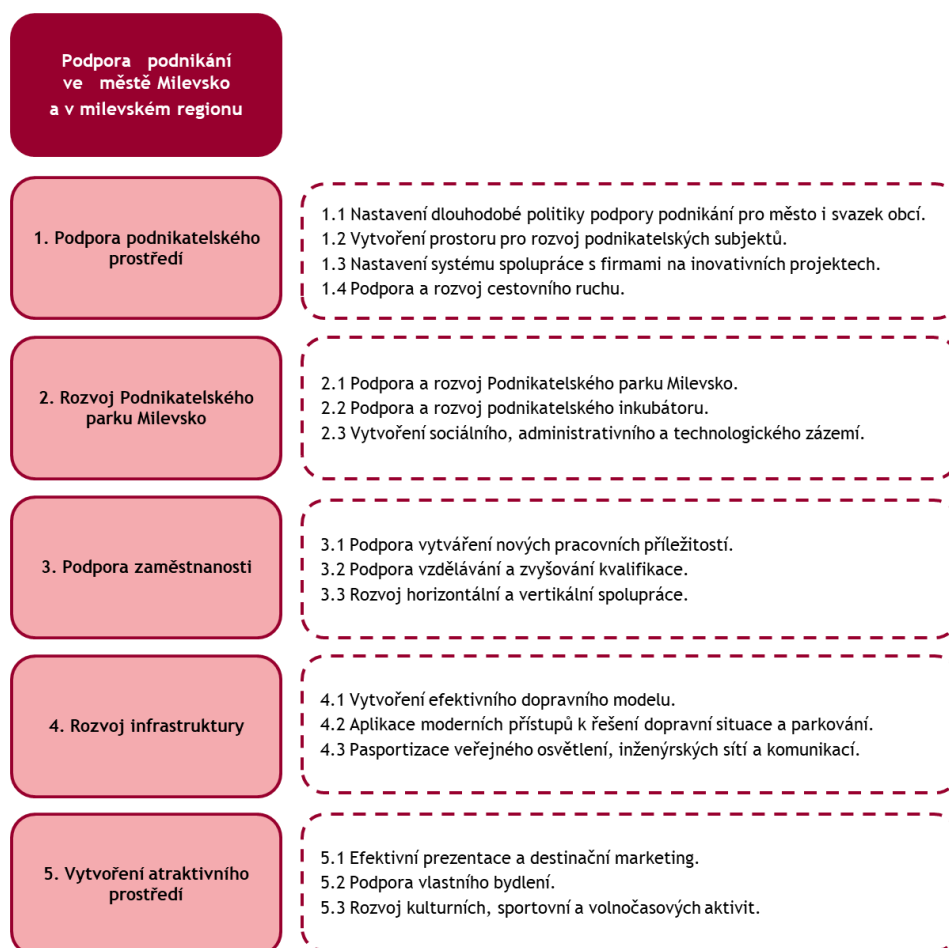 Podpora podnikání
ve městě Milevsko
a v milevském regionu
1. Podpora podnikatelského
prostředí
1.1 Nastavení dlouhodobé politiky podpory podnikání pro město i svazek obcí.
1.2 Vytvoření prostoru pro rozvoj podnikatelských subjektů.
1.3 Nastavení systému spolupráce s firmami na inovativních projektech.
1.4 Podpora a rozvoj cestovního ruchu.
2. Rozvoj Podnikatelského
parku Milevsko
2.1 Podpora a rozvoj Podnikatelského parku Milevsko.
2.2 Podpora a rozvoj podnikatelského inkubátoru.
2.3 Vytvoření sociálního, administrativního a technologického zázemí.
3. Podpora zaměstnanosti
3.1 Podpora vytváření nových pracovních příležitostí.
3.2 Podpora vzdělávání a zvyšování kvalifikace.
3.3 Rozvoj horizontální a vertikální spolupráce.
4. Rozvoj infrastruktury
4.1 Vytvoření efektivního dopravního modelu.
4.2 Aplikace moderních přístupů k řešení dopravní situace a parkování.
4.3 Pasportizace veřejného osvětlení, inženýrských sítí a komunikací.
5. Vytvoření atraktivního
prostředí
5.1 Efektivní prezentace a destinační marketing.
5.2 Podpora vlastního bydlení.
5.3 Rozvoj kulturních, sportovní a volnočasových aktivit.